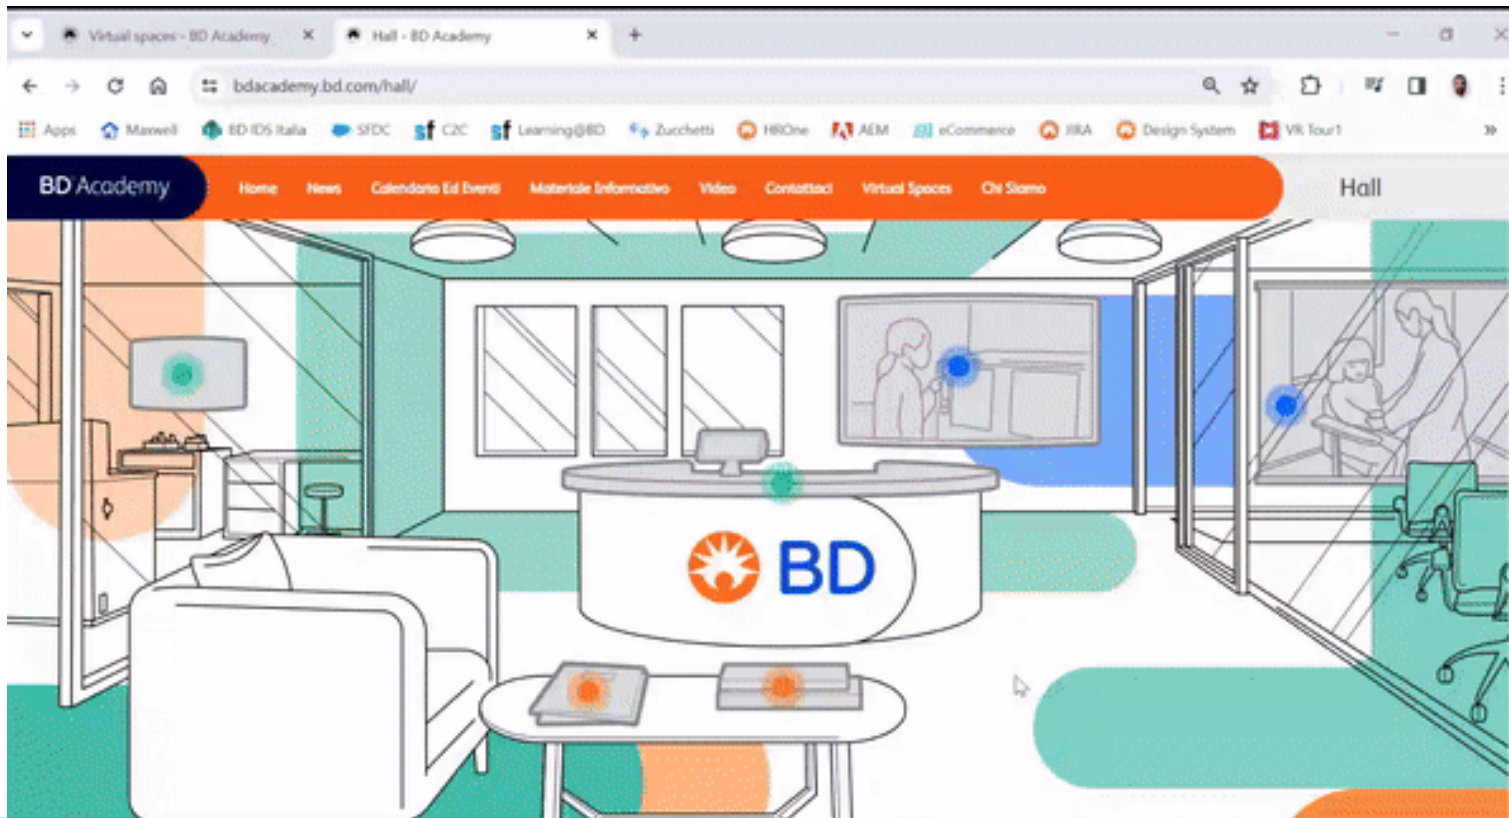 Virtual spaces - BD Academy
Hall - BD Academy
bdacademy.bd.com/hall/
Apps Maxwell BD IDS Italia SFDC C2C Learning@BD Zucchetti HROne AEM eCommerce JIRA Design System VR Tour1
BD Academy Home News Calendario Ed Eventi Materiale Informativo Video Contattaci Virtual Spaces Chi Siamo Hall
BD